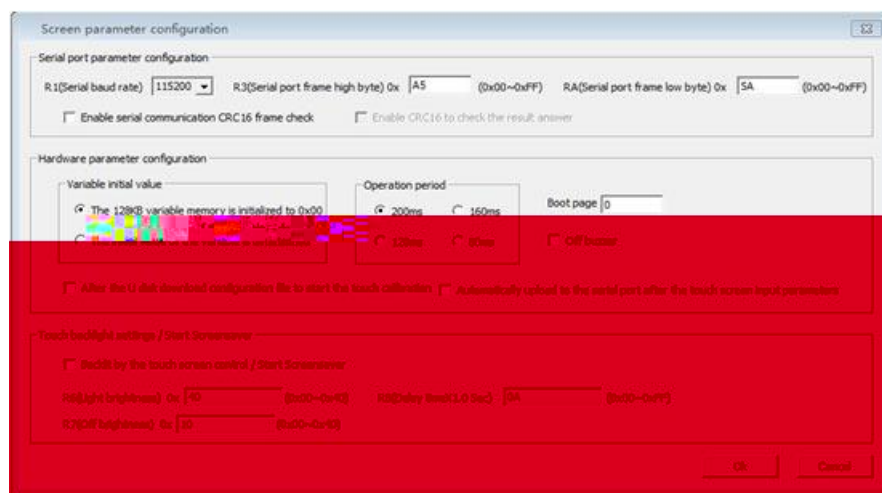 Screen parameter configuration
Serial port parameter configuration
R1(Serial baud rate) 115200 R3(Serial port frame high byte) 0x A5 (0x00~0xFF) RA(Serial port frame low byte) 0x 5A (0x00~0xFF)
Enable serial communication CRC16 frame check Enable CRC16 to check the result answer
Hardware parameter configuration
Variable initial value Operation period
Boot page 0
The 128KB variable memory is initialized to 0x00 200ms 160ms
120ms 80ms Off buzzer
After the U disk download configuration file to start the touch calibration Automatically upload to the serial port after the touch screen input parameters
Touch backlight settings / Start Screensaver
Backlit by the touch screen control / Start Screensaver
R6(Light brightness) 0x 40 (0x00~0x40) R8(Delay time(1.0 Sec) 0A (0x00~0xFF)
R7(Off brightness) 0x 10 (0x00~0x40)
Ok Cancel